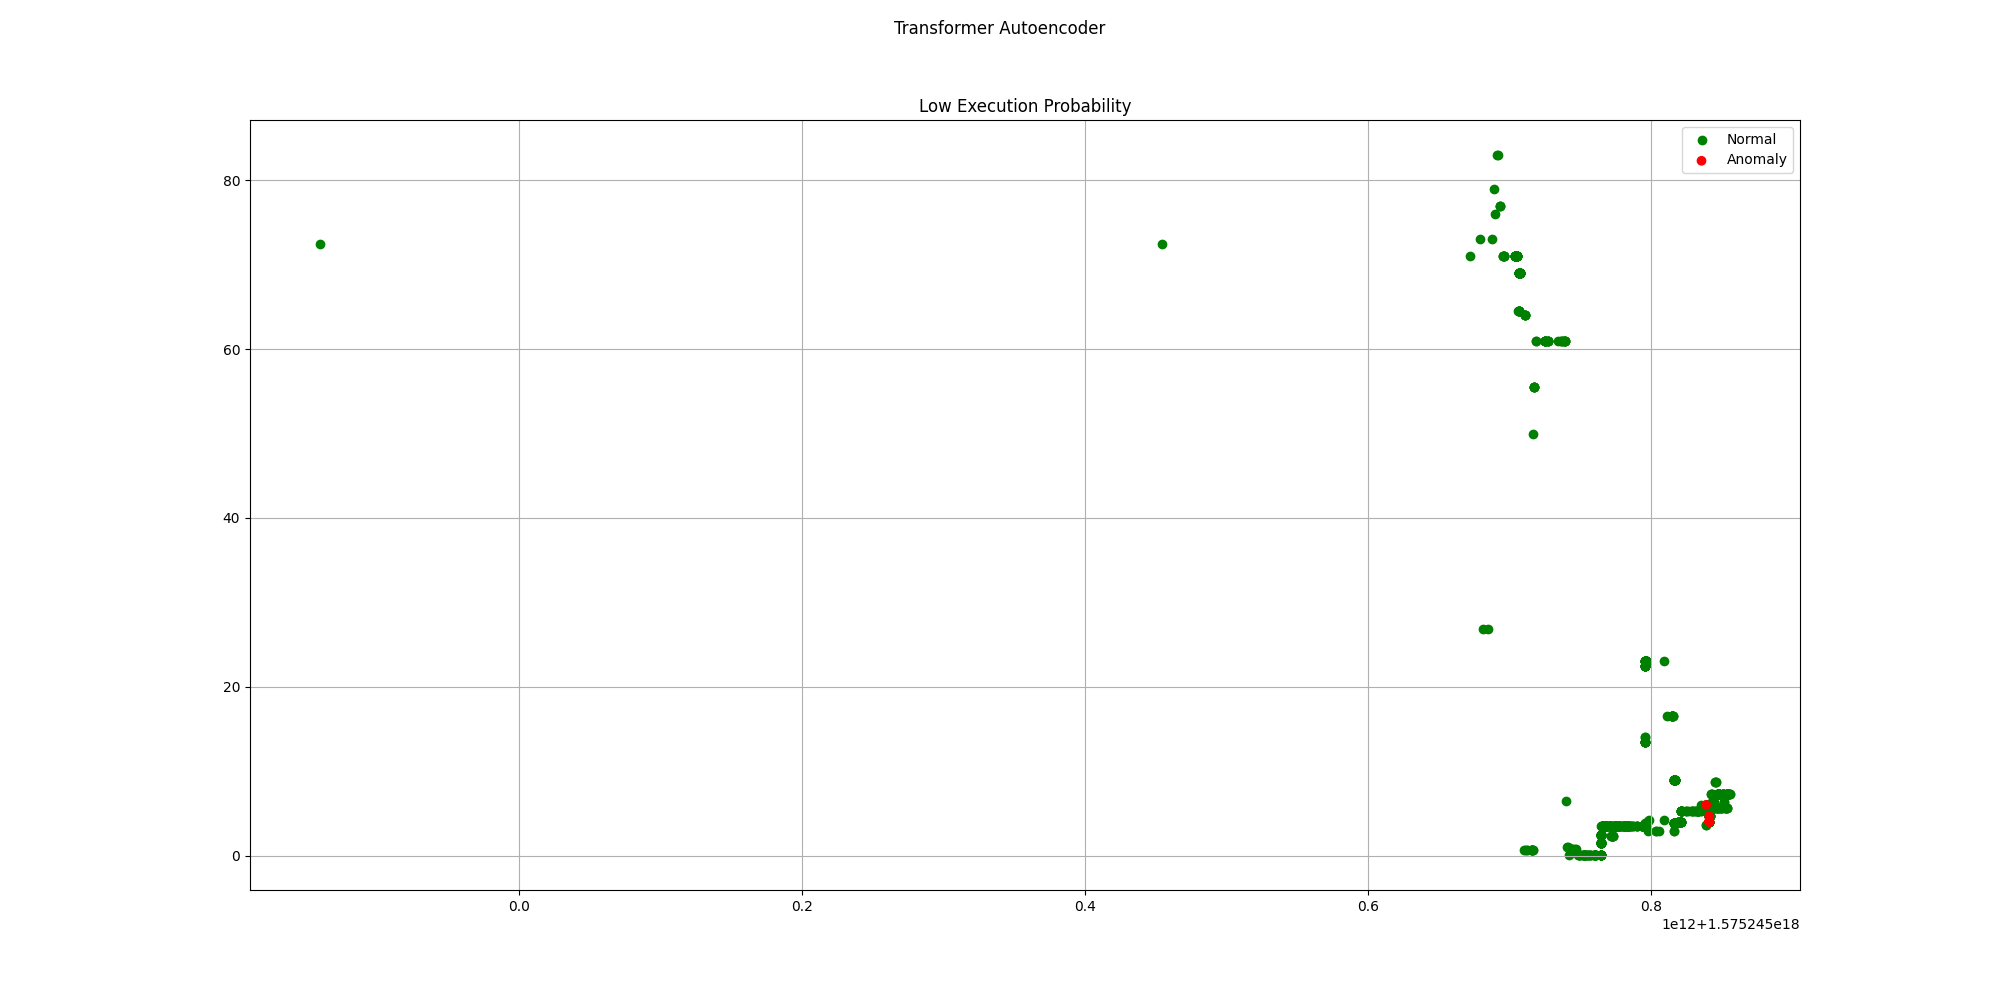 Transformer Autoencoder
Low Execution Probability
Normal
Anomaly
80
60
40
20
0
0.0 0.2 0.4 0.6 0.8
1e12+1.575245e18